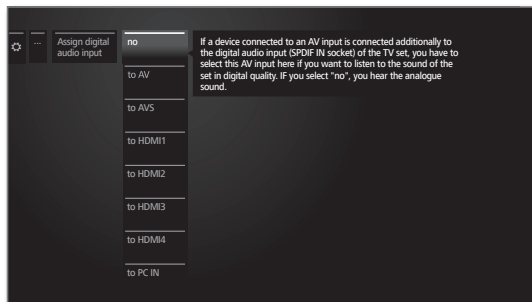 ...
Assign digital
audio input
no
If a device connected to an AV input is connected additionally to
the digital audio input (SPDIF IN socket) of the TV set, you have to
select this AV input here if you want to listen to the sound of the
set in digital quality. IF you select "no", you hear the analogue
sound.
to AV
to AVS
to HDMI1
to HDMI2
to HDMI3
to HDMI4
to PC IN